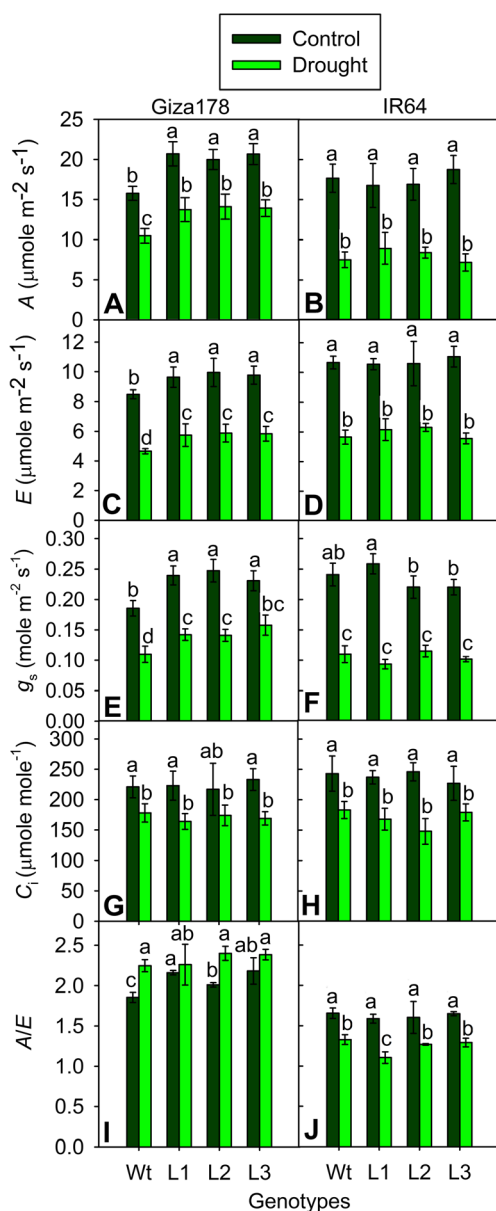 Control
Drought
Giza178 IR64
A (μmole m⁻² s⁻¹)
25
20
15
10
5
0
b c a b a b a b
A
a b a b a b a b
B
E (μmole m⁻² s⁻¹)
12
10
8
6
4
2
0
b d a c a c a c
C
a b a b a b a b
D
gs (mole m⁻² s⁻¹)
0.30
0.25
0.20
0.15
0.10
0.05
0.00
b d a c a c a bc
E
ab c a c b c b c
F
Ci (μmole mole⁻¹)
300
250
200
150
100
50
0
a b a b ab b a b
G
a b a b a b a b
H
A/E
2.5
2.0
1.5
1.0
0.5
0.0
c a a ab b a ab a
I
a b a c a b a b
J
Wt L1 L2 L3 Wt L1 L2 L3
Genotypes